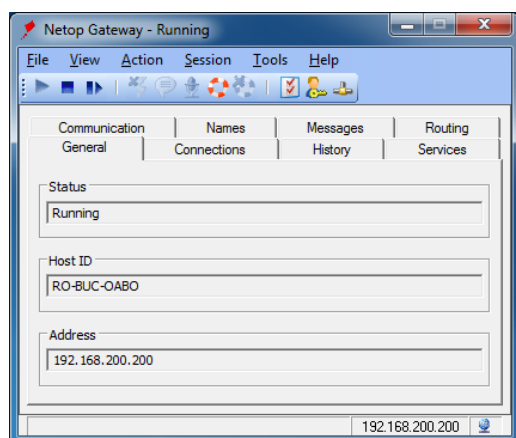 Netop Gateway - Running
File View Action Session Tools Help
Communication Names Messages Routing
General Connections History Services
Status
Running
Host ID
RO-BUC-OABO
Address
192.168.200.200
192.168.200.200